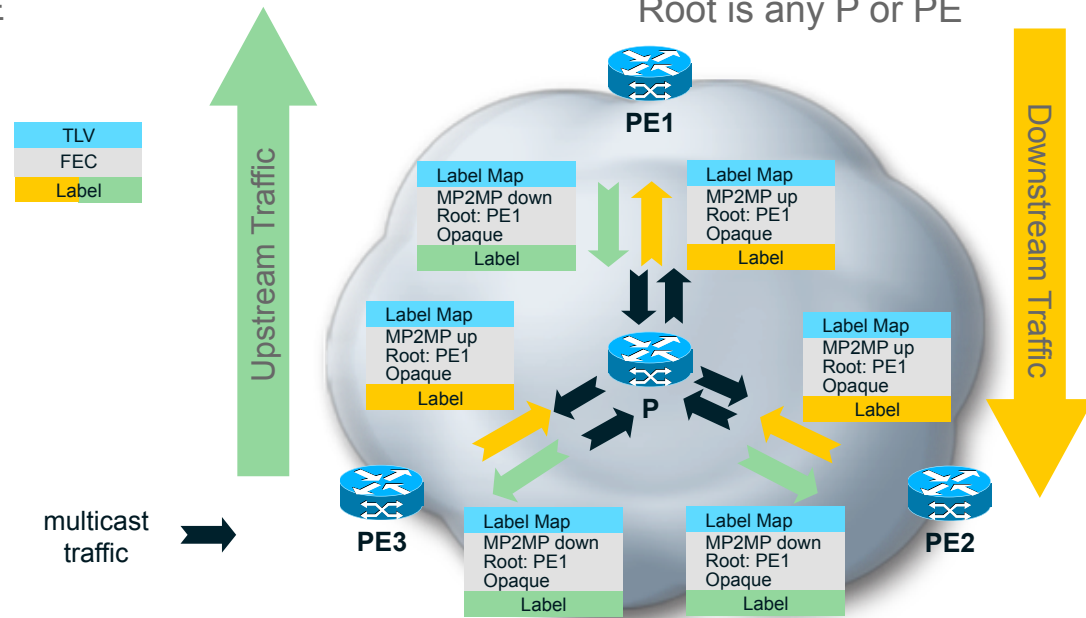 Root is any P or PE
TLV
FEC
Label
Upstream Traffic
Downstream Traffic
PE1
Label Map
MP2MP down
Root: PE1
Opaque
Label
Label Map
MP2MP up
Root: PE1
Opaque
Label
Label Map
MP2MP up
Root: PE1
Opaque
Label
Label Map
MP2MP up
Root: PE1
Opaque
Label
P
PE3
PE2
multicast
traffic
Label Map
MP2MP down
Root: PE1
Opaque
Label
Label Map
MP2MP down
Root: PE1
Opaque
Label